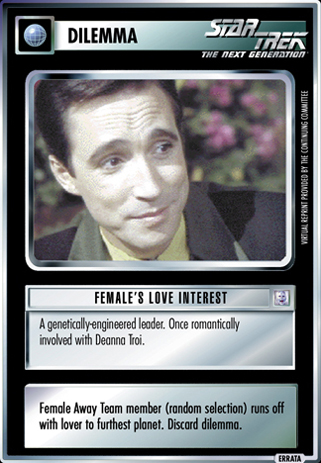 DILEMMA
STAR TREK
THE NEXT GENERATION®
VIRTUAL REPRINT PROVIDED BY THE CONTINUING COMMITTEE
FEMALE'S LOVE INTEREST
A genetically-engineered leader. Once romantically
involved with Deanna Troi.
Female Away Team member (random selection) runs off
with lover to furthest planet. Discard dilemma.
ERRATA